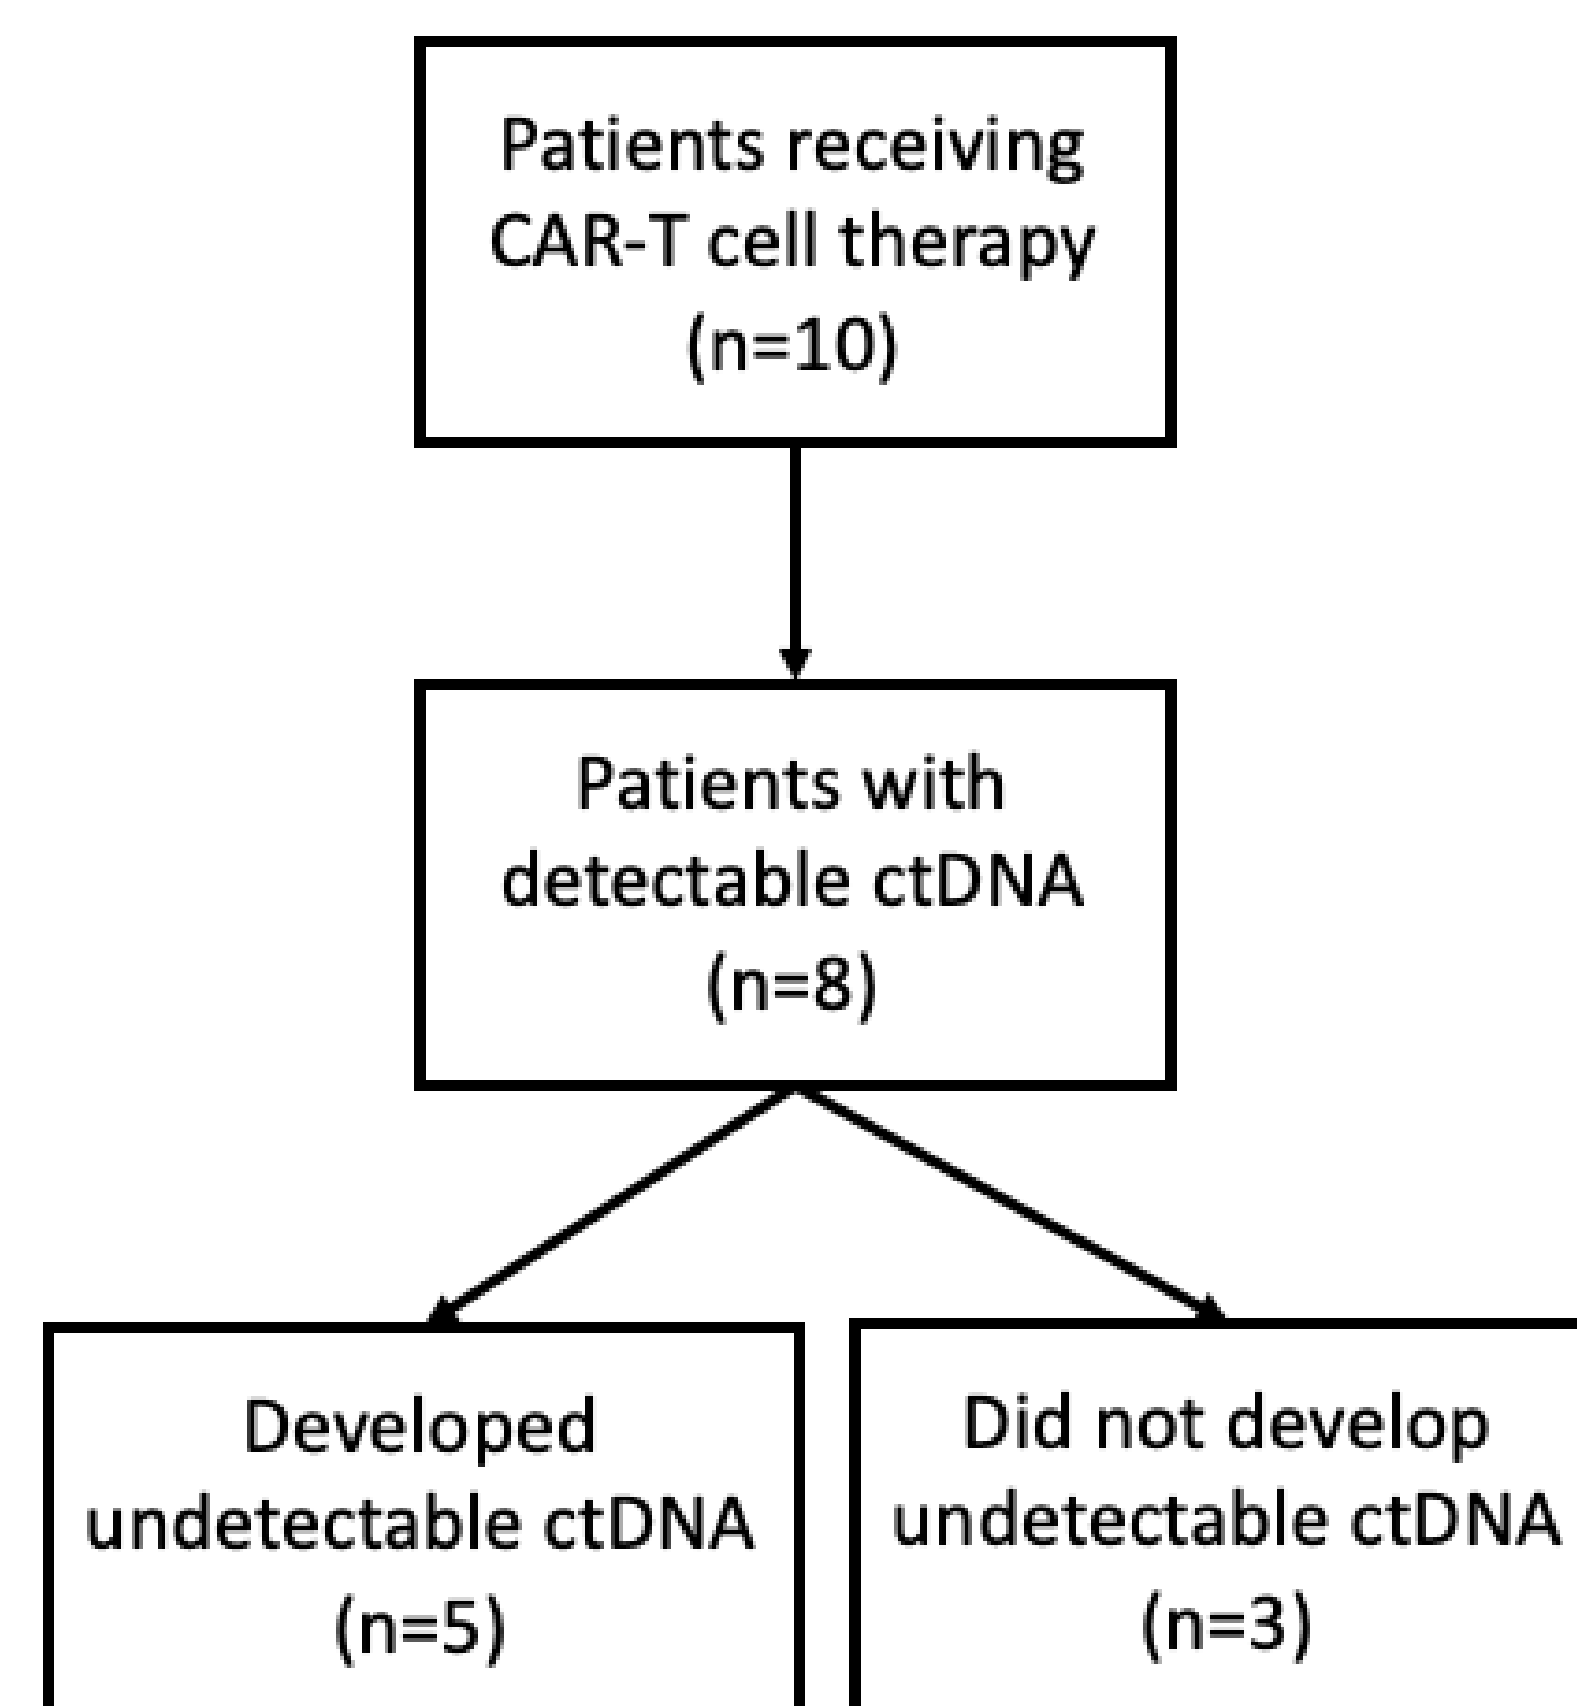 Patients receiving
CAR-T cell therapy
(n=10)
Patients with
detectable ctDNA
(n=8)
Developed
undetectable ctDNA
(n=5)
Did not develop
undetectable ctDNA
(n=3)